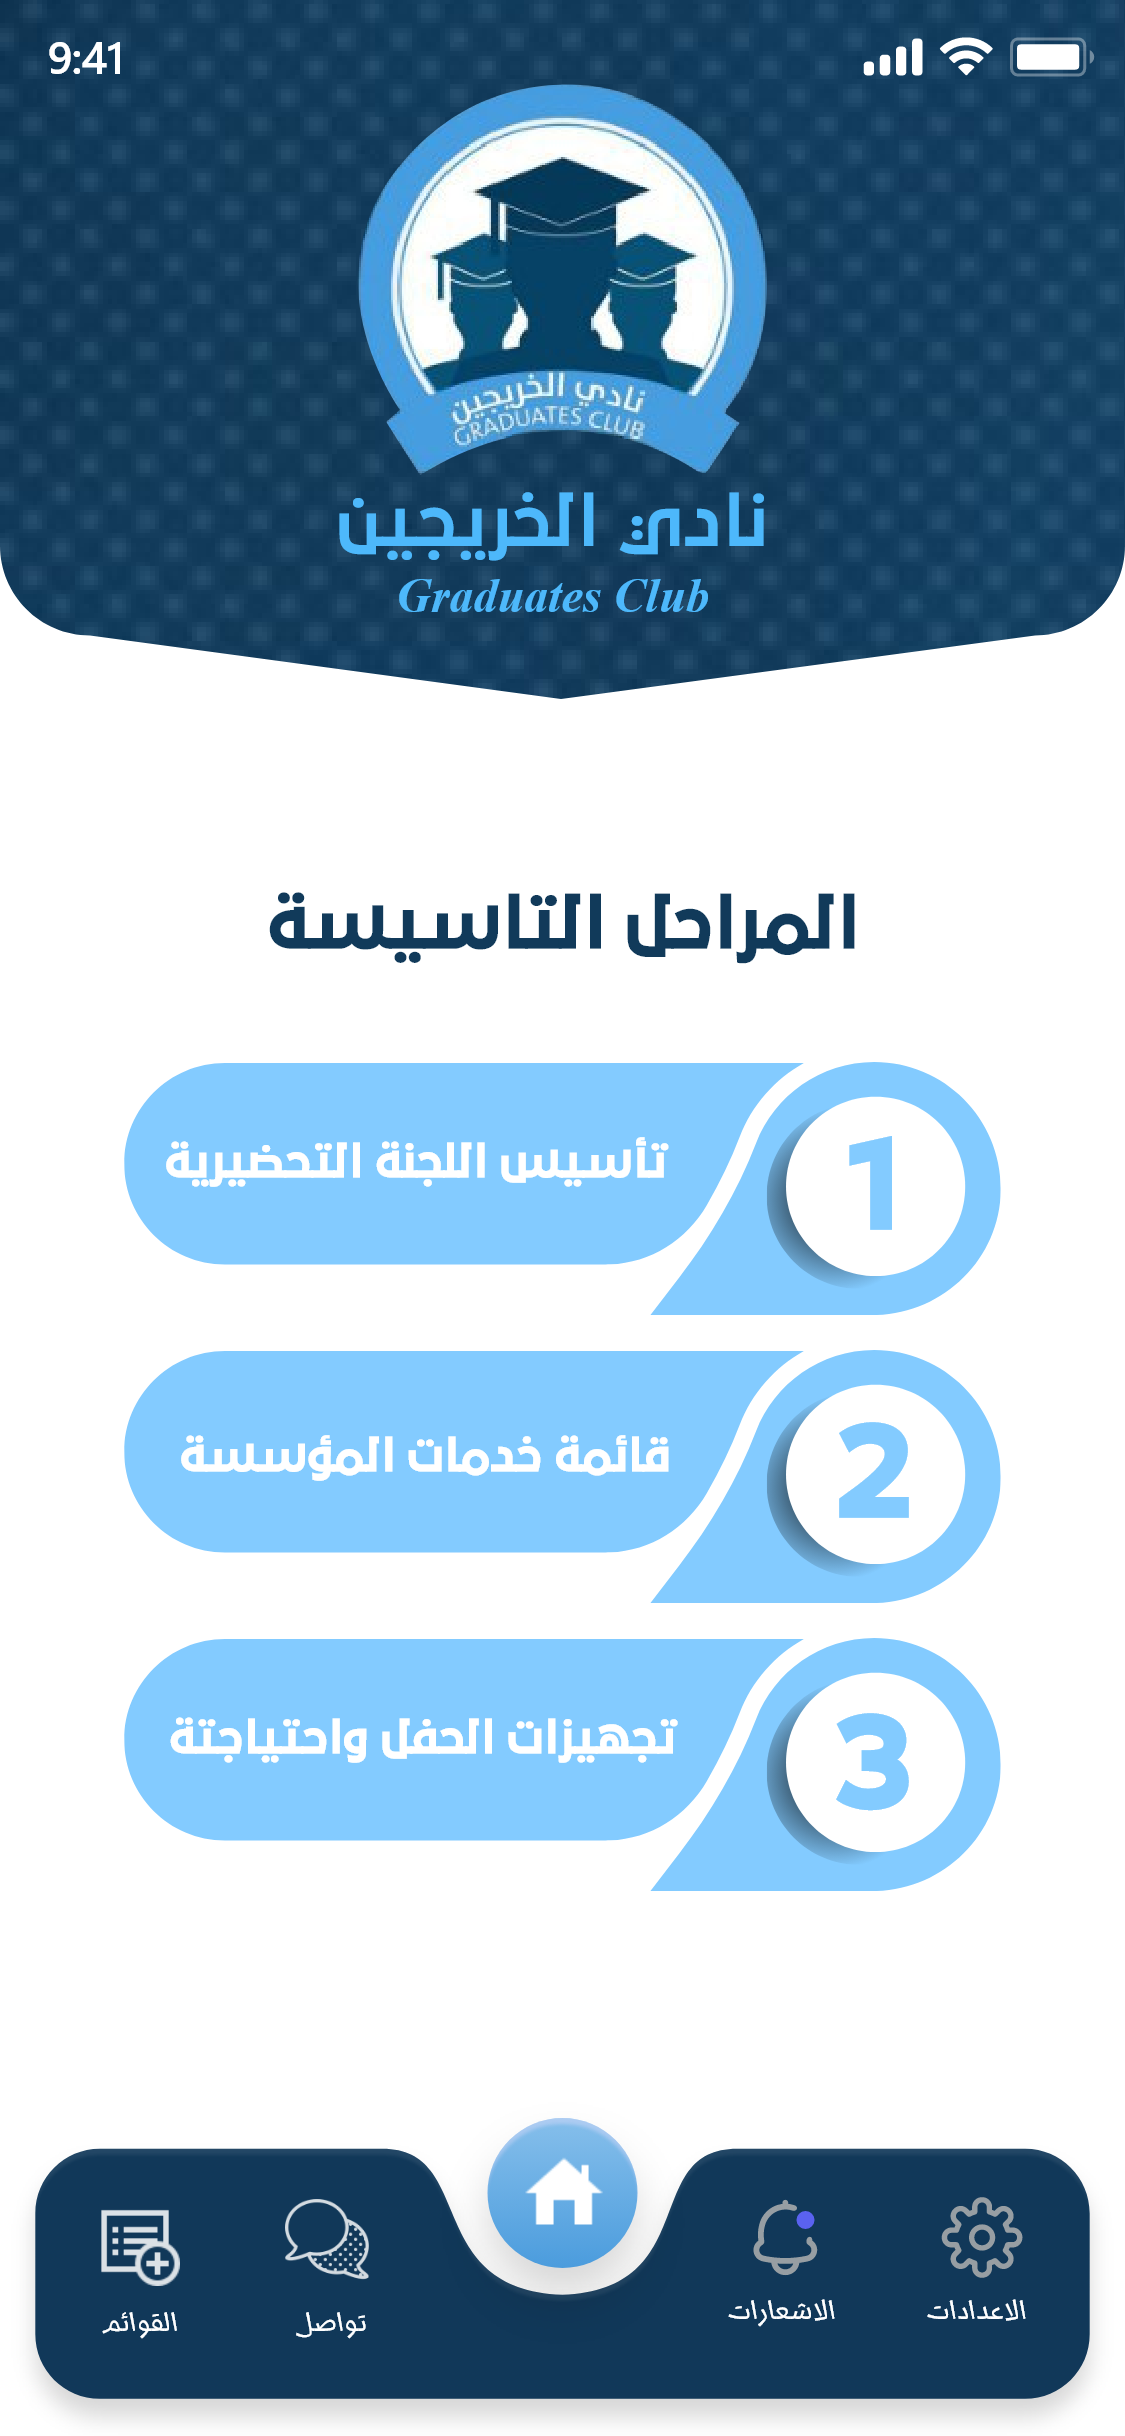 9:41
نادي الخريجين
GRADUATES CLUB
نادي الخريجين
Graduates Club
المراحل التاسيسة
1
تأسيس اللجنة التحضيرية
2
قائمة خدمات المؤسسة
3
تجهيزات الحفل واحتياجتة
الاعدادات
الاشعارات
تواصل
القوائم